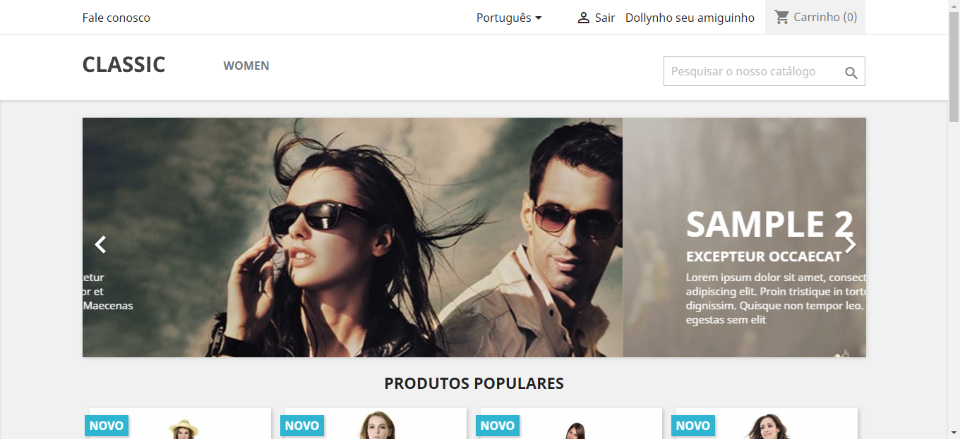 Fale conosco
Português
Sair
Dollynho seu amiguinho
Carrinho (0)
CLASSIC
WOMEN
Pesquisar o nosso catálogo
etur
or et
Maecenas
SAMPLE 2
EXCEPTEUR OCCAECAT
Lorem ipsum dolor sit amet, consect
adipiscing elit. Proin tristique in tortu
dignissim. Quisque non tempor leo.
egestas sem elit
PRODUTOS POPULARES
NOVO
NOVO
NOVO
NOVO